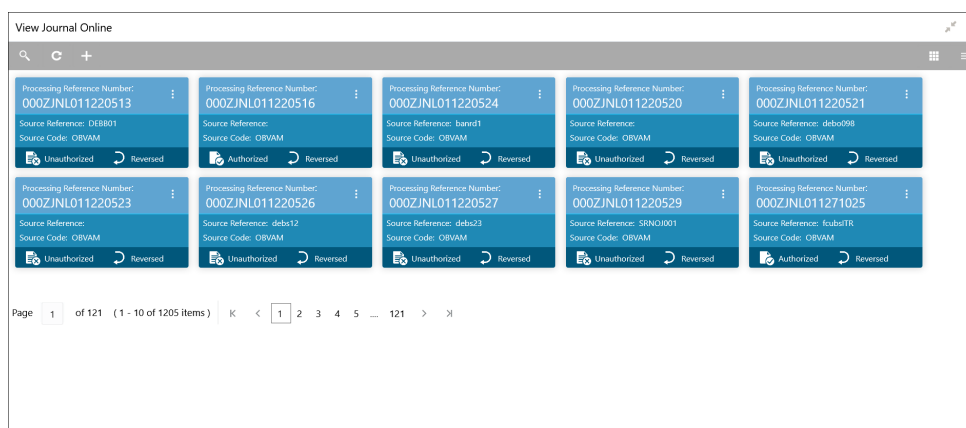 View Journal Online
Processing Reference Number:
000ZJNL011220513
Source Reference: DEBB01
Source Code: OBVAM
Unauthorized Reversed
Processing Reference Number:
000ZJNL011220516
Source Reference:
Source Code: OBVAM
Authorized Reversed
Processing Reference Number:
000ZJNL011220524
Source Reference: banrd1
Source Code: OBVAM
Unauthorized Reversed
Processing Reference Number:
000ZJNL011220520
Source Reference:
Source Code: OBVAM
Unauthorized Reversed
Processing Reference Number:
000ZJNL011220521
Source Reference: debo098
Source Code: OBVAM
Unauthorized Reversed
Processing Reference Number:
000ZJNL011220523
Source Reference:
Source Code: OBVAM
Unauthorized Reversed
Processing Reference Number:
000ZJNL011220526
Source Reference: debs12
Source Code: OBVAM
Unauthorized Reversed
Processing Reference Number:
000ZJNL011220527
Source Reference: debs23
Source Code: OBVAM
Unauthorized Reversed
Processing Reference Number:
000ZJNL011220529
Source Reference: SRNOJ001
Source Code: OBVAM
Unauthorized Reversed
Processing Reference Number:
000ZJNL011271025
Source Reference: fcubsITR
Source Code: OBVAM
Authorized Reversed
Page 1 of 121 (1 - 10 of 1205 items) 1 2 3 4 5 .... 121